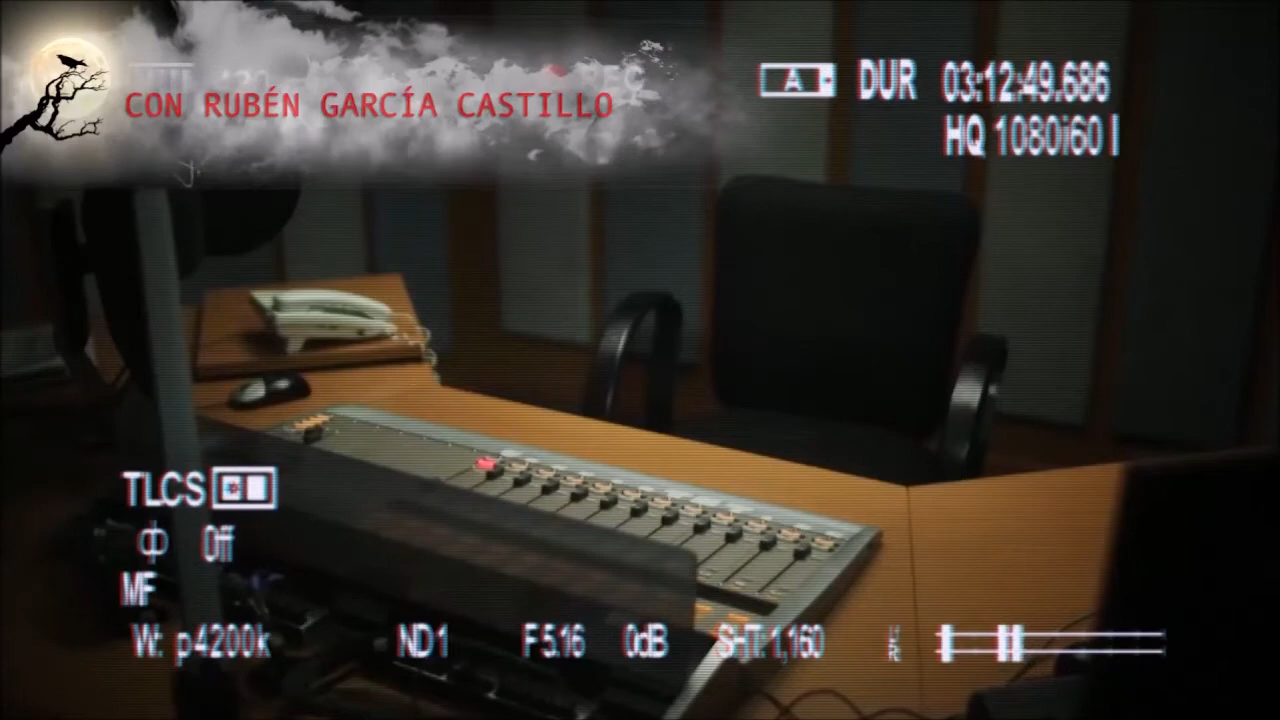 CON RUBÉN GARCÍA CASTILLO
A DUR 03:12:49.686
HQ 1080i60 I
TLCS
Off
MF
W: p4200k ND1 F5.16 0dB SHT: 1,160